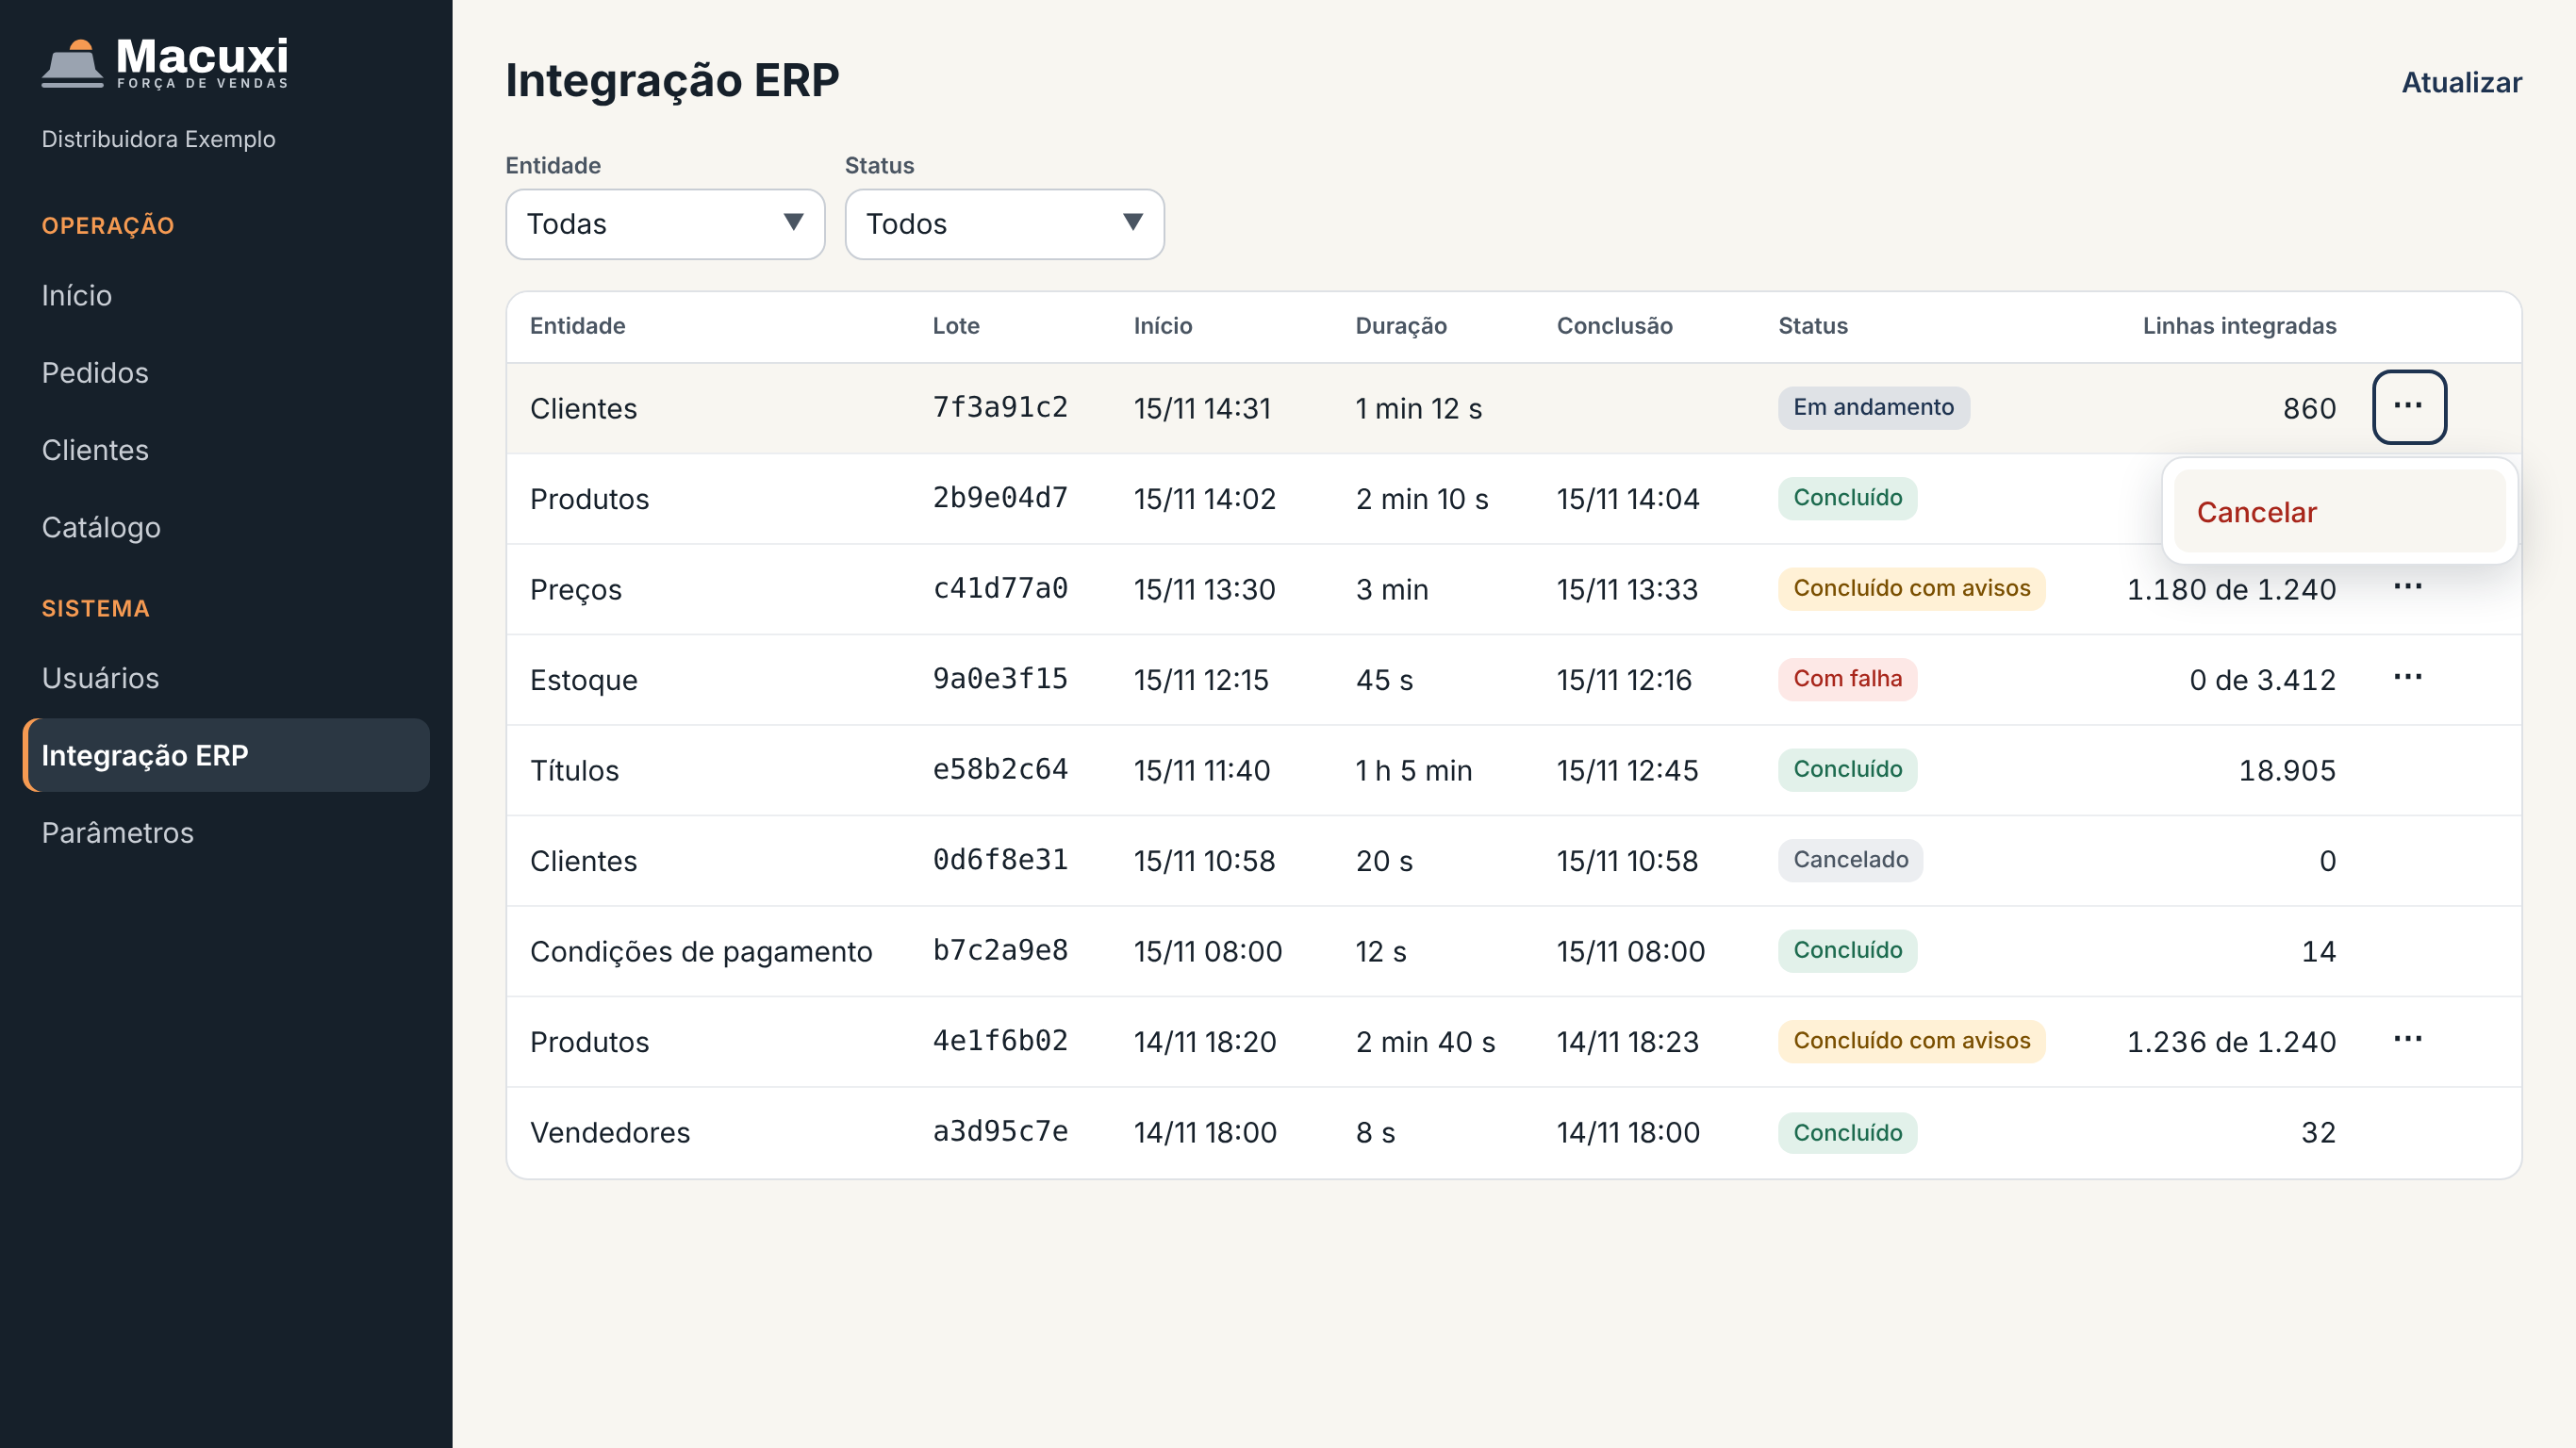 Macuxi
FORÇA DE VENDAS
Distribuidora Exemplo
OPERAÇÃO
Início
Pedidos
Clientes
Catálogo
SISTEMA
Usuários
Integração ERP
Parâmetros
Integração ERP
Atualizar
Entidade Status
Todas Todos
Entidade Lote Início Duração Conclusão Status Linhas integradas
Clientes 7f3a91c2 15/11 14:31 1 min 12 s Em andamento 860 ...
Produtos 2b9e04d7 15/11 14:02 2 min 10 s 15/11 14:04 Concluído
Cancelar
Preços c41d77a0 15/11 13:30 3 min 15/11 13:33 Concluído com avisos 1.180 de 1.240 ...
Estoque 9a0e3f15 15/11 12:15 45 s 15/11 12:16 Com falha 0 de 3.412 ...
Títulos e58b2c64 15/11 11:40 1 h 5 min 15/11 12:45 Concluído 18.905
Clientes 0d6f8e31 15/11 10:58 20 s 15/11 10:58 Cancelado 0
Condições de pagamento b7c2a9e8 15/11 08:00 12 s 15/11 08:00 Concluído 14
Produtos 4e1f6b02 14/11 18:20 2 min 40 s 14/11 18:23 Concluído com avisos 1.236 de 1.240 ...
Vendedores a3d95c7e 14/11 18:00 8 s 14/11 18:00 Concluído 32